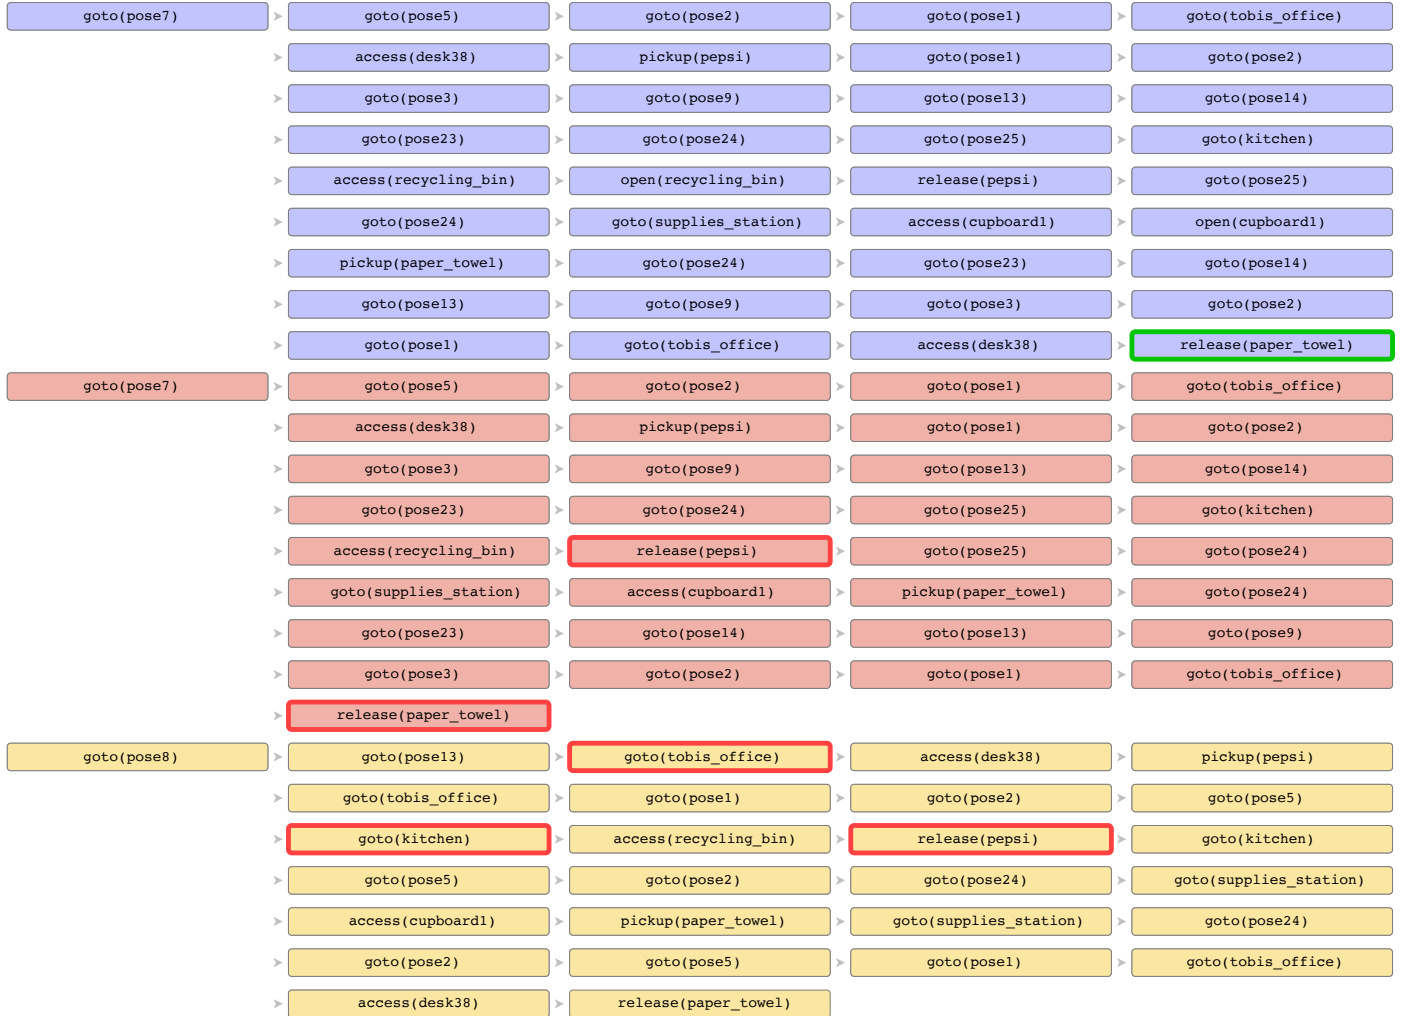 goto(pose7) goto(pose5) goto(pose2) goto(pose1) goto(tobis_office)
access(desk38) pickup(pepsi) goto(pose1) goto(pose2)
goto(pose3) goto(pose9) goto(pose13) goto(pose14)
goto(pose23) goto(pose24) goto(pose25) goto(kitchen)
access(recycling_bin) open(recycling_bin) release(pepsi) goto(pose25)
goto(pose24) goto(supplies_station) access(cupboard1) open(cupboard1)
pickup(paper_towel) goto(pose24) goto(pose23) goto(pose14)
goto(pose13) goto(pose9) goto(pose3) goto(pose2)
goto(pose1) goto(tobis_office) access(desk38) release(paper_towel)
goto(pose7) goto(pose5) goto(pose2) goto(pose1) goto(tobis_office)
access(desk38) pickup(pepsi) goto(pose1) goto(pose2)
goto(pose3) goto(pose9) goto(pose13) goto(pose14)
goto(pose23) goto(pose24) goto(pose25) goto(kitchen)
access(recycling_bin) release(pepsi) goto(pose25) goto(pose24)
goto(supplies_station) access(cupboard1) pickup(paper_towel) goto(pose24)
goto(pose23) goto(pose14) goto(pose13) goto(pose9)
goto(pose3) goto(pose2) goto(pose1) goto(tobis_office)
release(paper_towel)
goto(pose8) goto(pose13) goto(tobis_office) access(desk38) pickup(pepsi)
goto(tobis_office) goto(pose1) goto(pose2) goto(pose5)
goto(kitchen) access(recycling_bin) release(pepsi) goto(kitchen)
goto(pose5) goto(pose2) goto(pose24) goto(supplies_station)
access(cupboard1) pickup(paper_towel) goto(supplies_station) goto(pose24)
goto(pose2) goto(pose5) goto(pose1) goto(tobis_office)
access(desk38) release(paper_towel)